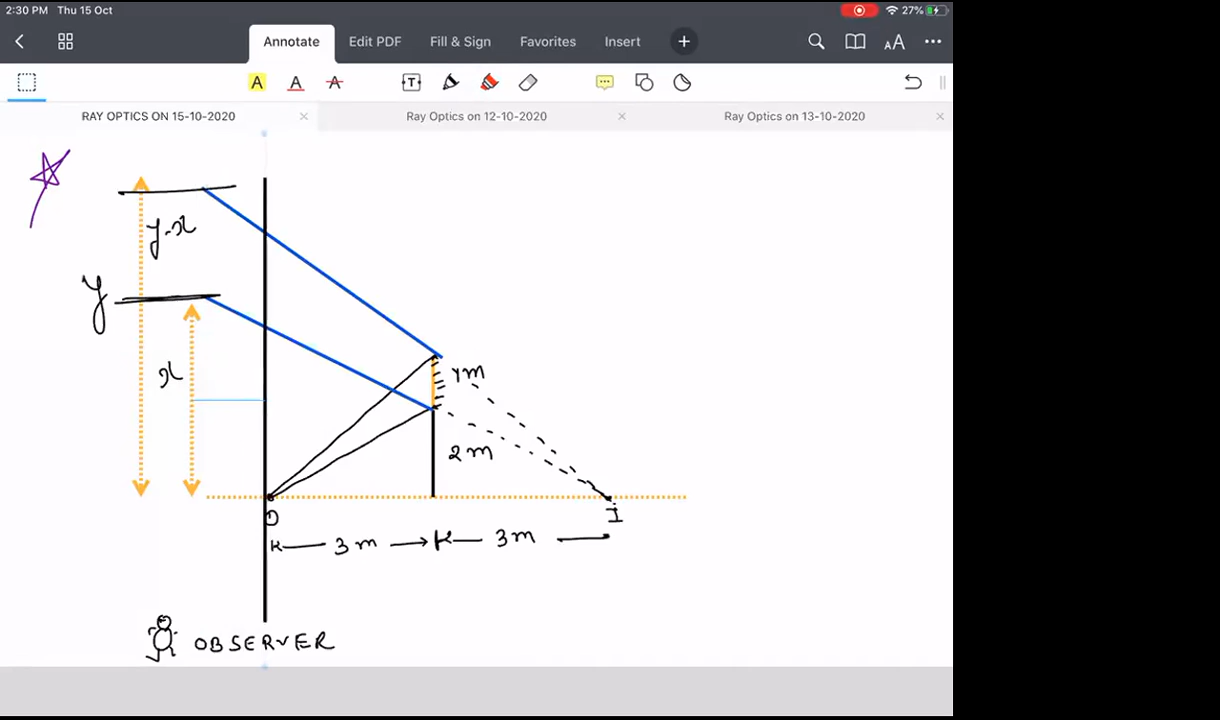 2:30 PM Thu 15 Oct
27%
Annotate Edit PDF Fill & Sign Favorites Insert
AA
A A A T
RAY OPTICS ON 15-10-2020 Ray Optics on 12-10-2020 Ray Optics on 13-10-2020
y-x
y
x
1m
2m
O I
3m 3m
OBSERVER